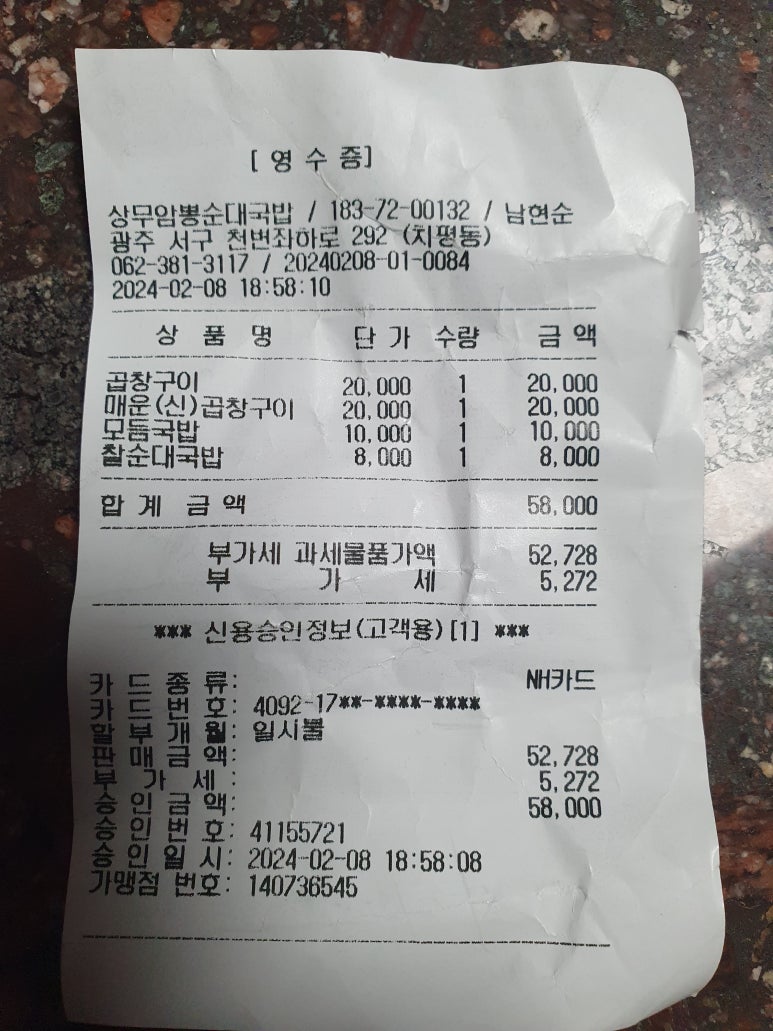 [ 영 수 증 ]
상무암뽕순대국밥 / 183-72-00132 / 남현순
광주 서구 천변좌하로 292 (치평동)
062-381-3117 / 20240208-01-0084
2024-02-08 18:58:10
상 품 명 단 가 수량 금 액
곱창구이 20,000 1 20,000
매운(신)곱창구이 20,000 1 20,000
모둠국밥 10,000 1 10,000
찰순대국밥 8,000 1 8,000
합 계 금 액 58,000
부가세 과세물품가액 52,728
부 가 세 5,272
*** 신용승인정보(고객용)[1] ***
카 드 종 류: NH카드
카 드 번 호: 4092-17**-****-****
할 부 개 월: 일시불
판 매 금 액: 52,728
부 가 세 : 5,272
승 인 금 액: 58,000
승 인 번 호: 41155721
승 인 일 시: 2024-02-08 18:58:08
가맹점 번호: 140736545